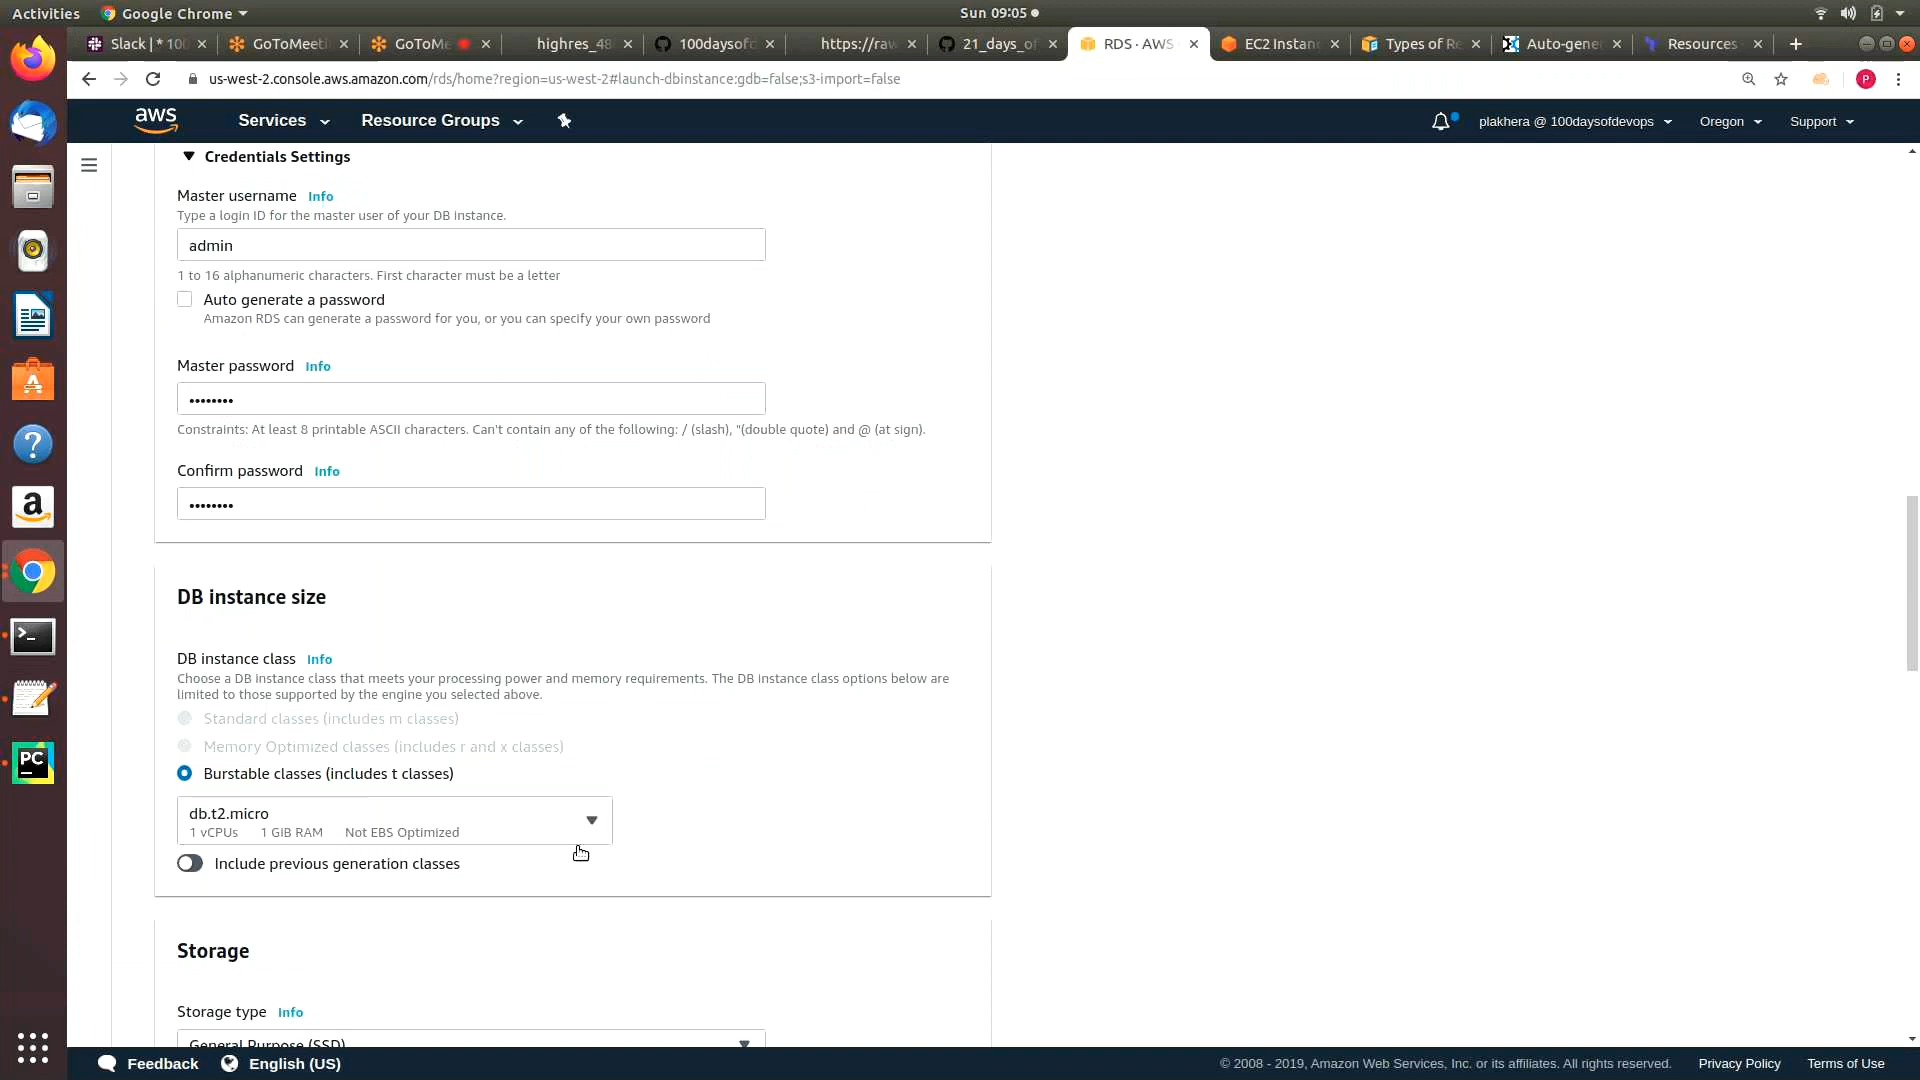 Activities
Google Chrome
Sun 09:05
Slack | * 100
GoToMeeti
GoToMe
highres_48
100daysof
https://raw
21_days_o
RDS · AWS
EC2 Instan
Types of Re
Auto-gene
Resources
us-west-2.console.aws.amazon.com/rds/home?region=us-west-2#launch-dbinstance:gdb=false;s3-import=false
P
aws
Services
Resource Groups
plakhera @ 100daysofdevops
Oregon
Support
Credentials Settings
Master username Info
Type a login ID for the master user of your DB instance.
admin
1 to 16 alphanumeric characters. First character must be a letter
Auto generate a password
Amazon RDS can generate a password for you, or you can specify your own password
Master password Info
••••••••
Constraints: At least 8 printable ASCII characters. Can't contain any of the following: / (slash), "(double quote) and @ (at sign).
Confirm password Info
••••••••
DB instance size
DB instance class Info
Choose a DB instance class that meets your processing power and memory requirements. The DB instance class options below are
limited to those supported by the engine you selected above.
Standard classes (includes m classes)
Memory Optimized classes (includes r and x classes)
Burstable classes (includes t classes)
db.t2.micro
1 vCPUs 1 GiB RAM Not EBS Optimized
Include previous generation classes
Storage
Storage type Info
General Purpose (SSD)
PC
Feedback
English (US)
© 2008 - 2019, Amazon Web Services, Inc. or its affiliates. All rights reserved.
Privacy Policy
Terms of Use